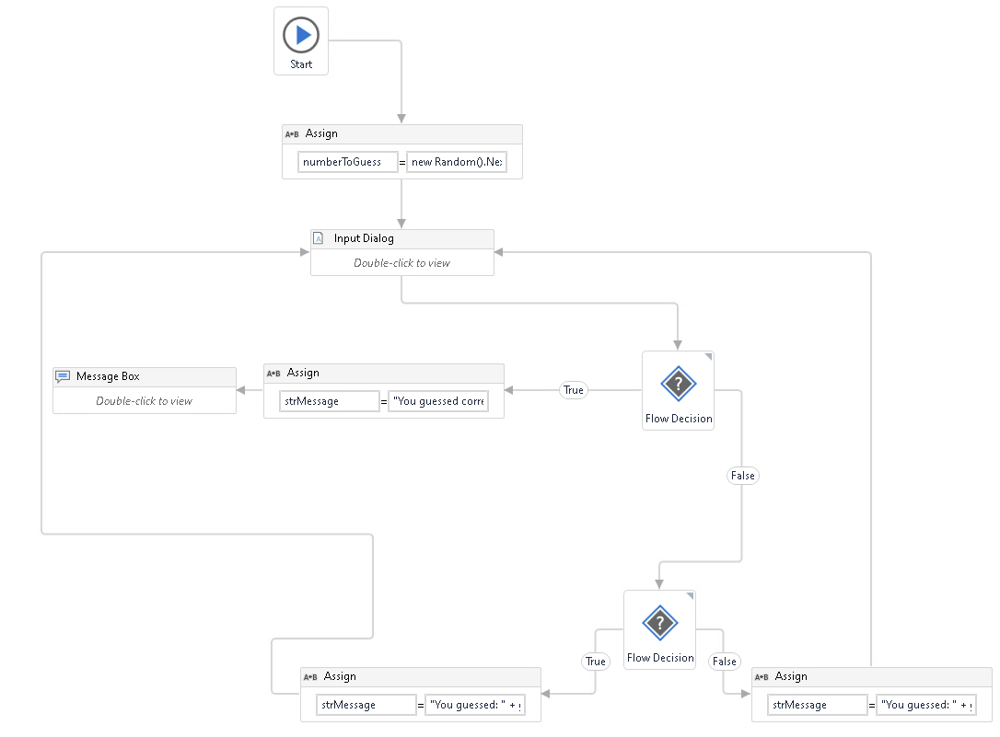 Start
A+B Assign
numberToGuess = new Random().Ne
Input Dialog
Double-click to view
Message Box
Double-click to view
A+B Assign
strMessage = "You guessed corre
True
Flow Decision
False
Flow Decision
True
False
A+B Assign
strMessage = "You guessed: " +
A+B Assign
strMessage = "You guessed: " +